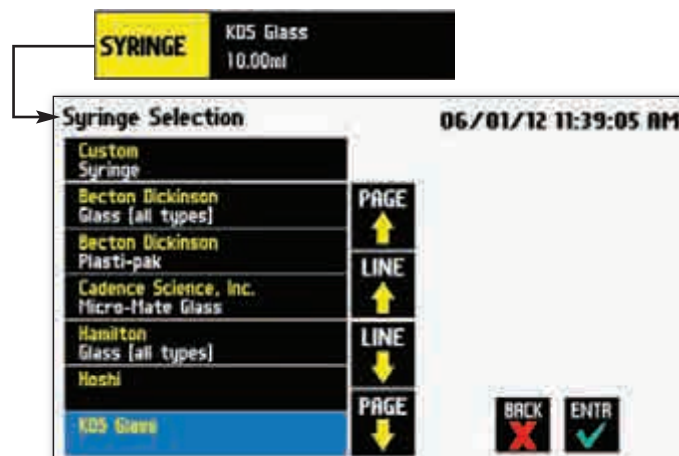 SYRINGE
KDS Glass
10.00ml
Syringe Selection
06/01/12 11:39:05 AM
Custom
Syringe
Becton Dickinson
Glass [all types]
Becton Dickinson
Plasti-pak
Cadence Science, Inc.
Micro-Mate Glass
Hamilton
Glass [all types]
Hoshi
KDS Glass
PAGE
LINE
LINE
PAGE
BACK
ENTR